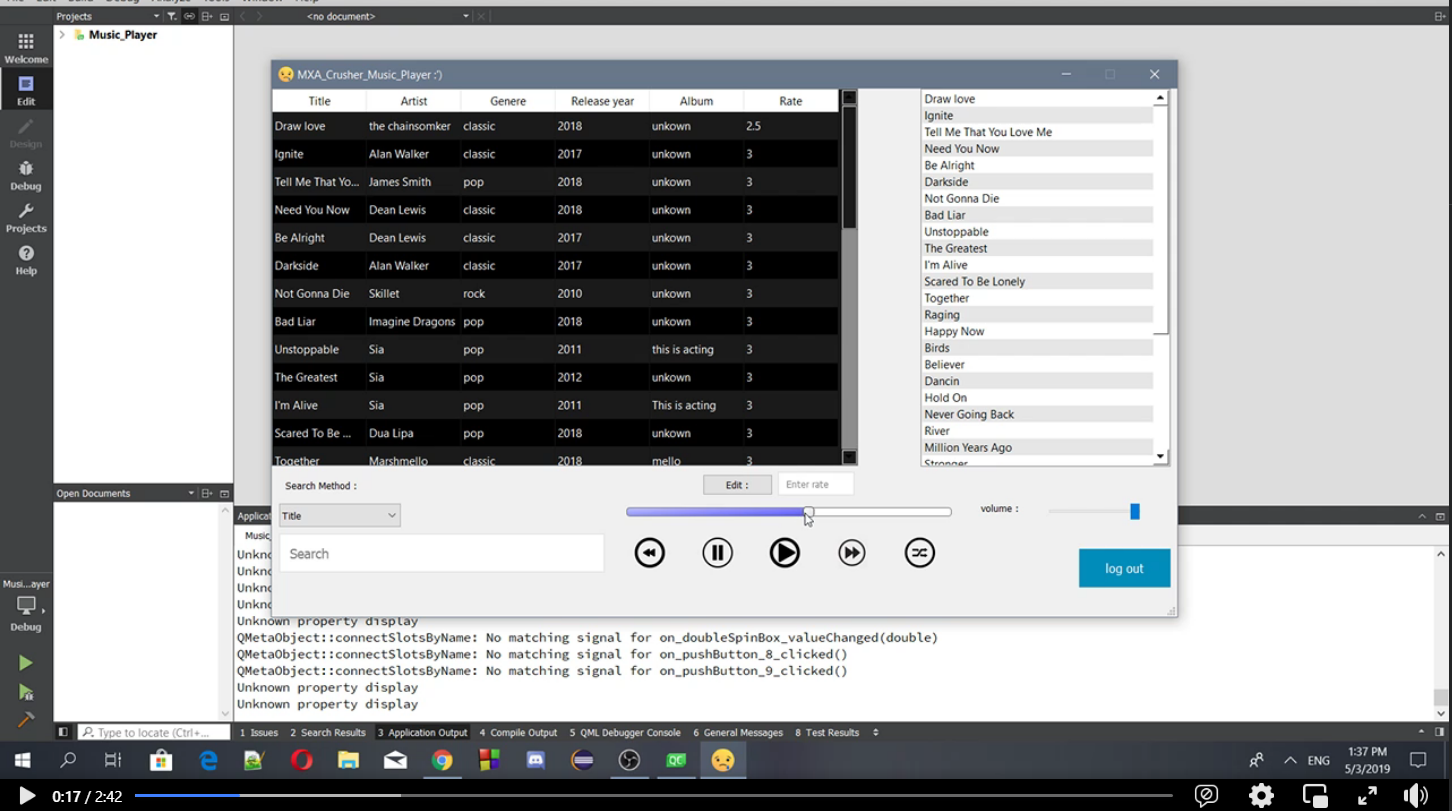 Projects
<no document>
Music_Player
Welcome
Edit
Design
Debug
Projects
Help
MXA_Crusher_Music_Player :')
Title Artist Genere Release year Album Rate
Draw love the chainsomker classic 2018 unkown 2.5
Ignite Alan Walker classic 2017 unkown 3
Tell Me That Yo... James Smith pop 2018 unkown 3
Need You Now Dean Lewis classic 2018 unkown 3
Be Alright Dean Lewis classic 2017 unkown 3
Darkside Alan Walker classic 2017 unkown 3
Not Gonna Die Skillet rock 2010 unkown 3
Bad Liar Imagine Dragons pop 2018 unkown 3
Unstoppable Sia pop 2011 this is acting 3
The Greatest Sia pop 2012 unkown 3
I'm Alive Sia pop 2011 This is acting 3
Scared To Be ... Dua Lipa pop 2018 unkown 3
Together Marshmello classic 2018 mello 3
Draw love
Ignite
Tell Me That You Love Me
Need You Now
Be Alright
Darkside
Not Gonna Die
Bad Liar
Unstoppable
The Greatest
I'm Alive
Scared To Be Lonely
Together
Raging
Happy Now
Birds
Believer
Dancin
Hold On
Never Going Back
River
Million Years Ago
Stronger
Search Method :
Edit :
Enter rate
Title
volume :
Search
log out
Open Documents
Applicat
Music_
Unkno
Unkno
Unkno
Unkno
Unknown property display
QMetaObject::connectSlotsByName: No matching signal for on_doubleSpinBox_valueChanged(double)
QMetaObject::connectSlotsByName: No matching signal for on_pushButton_8_clicked()
QMetaObject::connectSlotsByName: No matching signal for on_pushButton_9_clicked()
Unknown property display
Unknown property display
Musi...ayer
Debug
Type to locate (Ctrl+...
1 Issues 2 Search Results 3 Application Output 4 Compile Output 5 QML Debugger Console 6 General Messages 8 Test Results
ENG
1:37 PM
5/3/2019
0:17 / 2:42